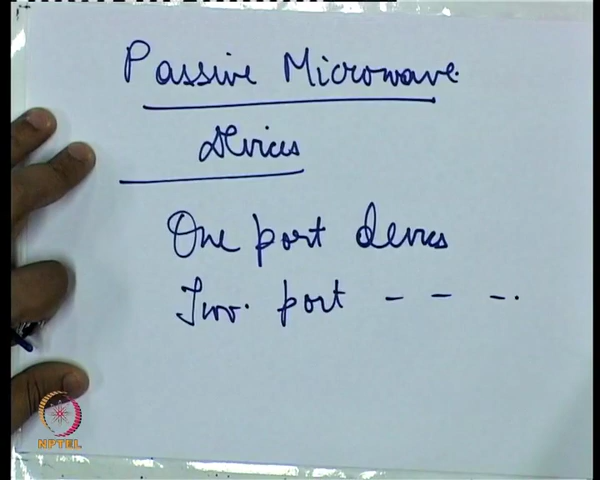 Passive Microwave
Devices
One port devices
Two port - - -.
NPTEL